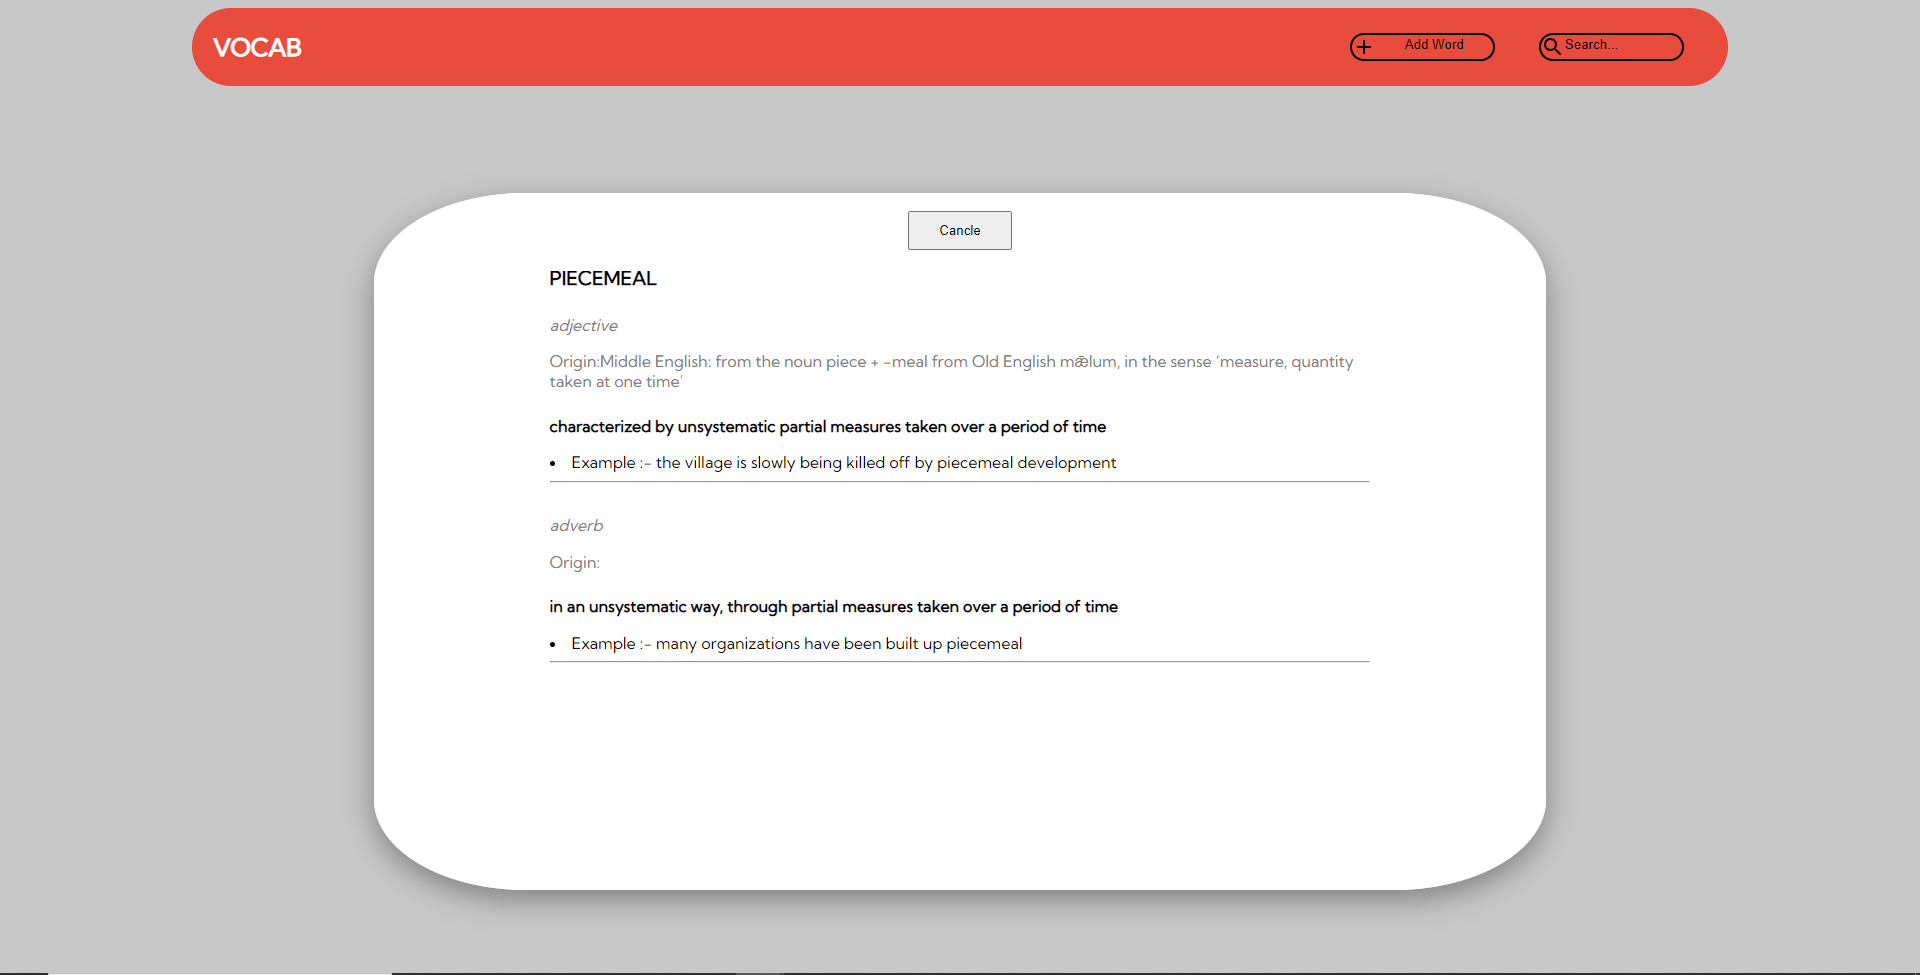 VOCAB
Add Word
Search...
Cancle
PIECEMEAL
adjective
Origin:Middle English: from the noun piece + -meal from Old English mǣlum, in the sense ‘measure, quantity
taken at one time’
characterized by unsystematic partial measures taken over a period of time
• Example :- the village is slowly being killed off by piecemeal development
adverb
Origin:
in an unsystematic way, through partial measures taken over a period of time
• Example :- many organizations have been built up piecemeal